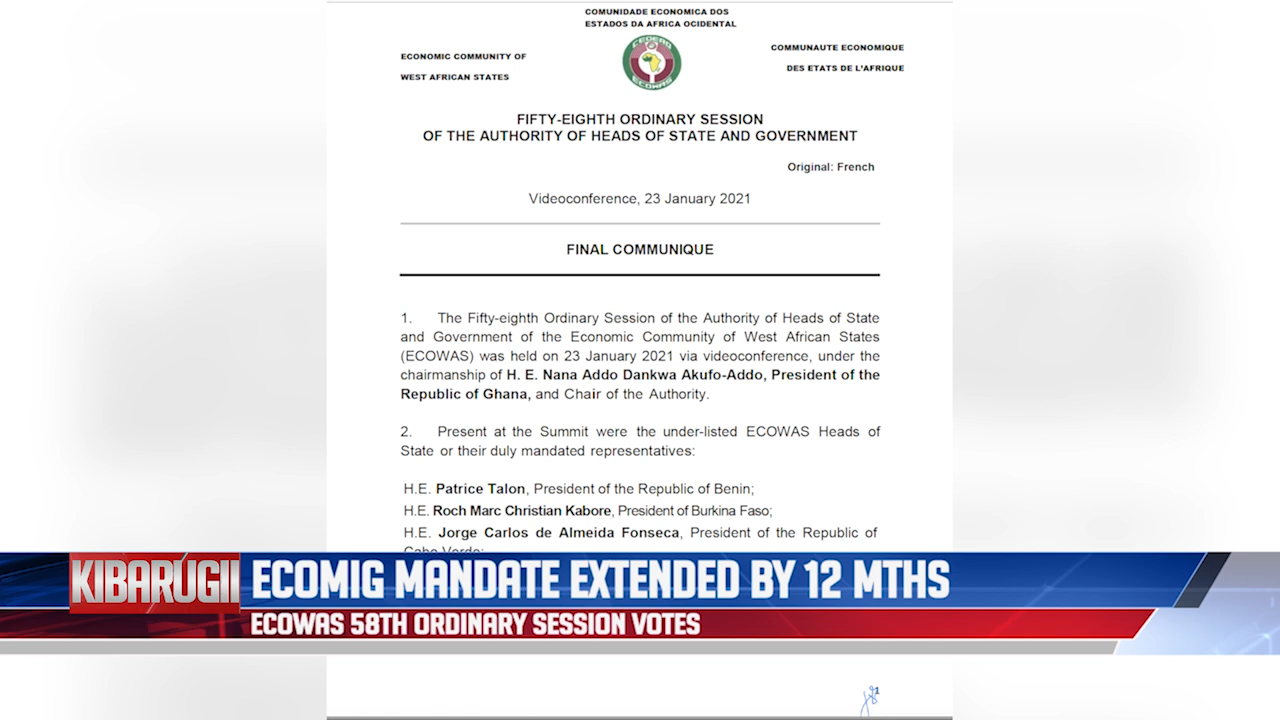 COMUNIDADE ECONOMICA DOS
ESTADOS DA AFRICA OCIDENTAL
ECONOMIC COMMUNITY OF
WEST AFRICAN STATES
CEDEAO
ECOWAS
COMMUNAUTE ECONOMIQUE
DES ETATS DE L'AFRIQUE
FIFTY-EIGHTH ORDINARY SESSION
OF THE AUTHORITY OF HEADS OF STATE AND GOVERNMENT
Original: French
Videoconference, 23 January 2021
FINAL COMMUNIQUE
1. The Fifty-eighth Ordinary Session of the Authority of Heads of State
and Government of the Economic Community of West African States
(ECOWAS) was held on 23 January 2021 via videoconference, under the
chairmanship of H. E. Nana Addo Dankwa Akufo-Addo, President of the
Republic of Ghana, and Chair of the Authority.
2. Present at the Summit were the under-listed ECOWAS Heads of
State or their duly mandated representatives:
H.E. Patrice Talon, President of the Republic of Benin;
H.E. Roch Marc Christian Kabore, President of Burkina Faso;
H.E. Jorge Carlos de Almeida Fonseca, President of the Republic of
Cabo Verde;
KIBARUGII
ECOMIG MANDATE EXTENDED BY 12 MTHS
ECOWAS 58TH ORDINARY SESSION VOTES
1